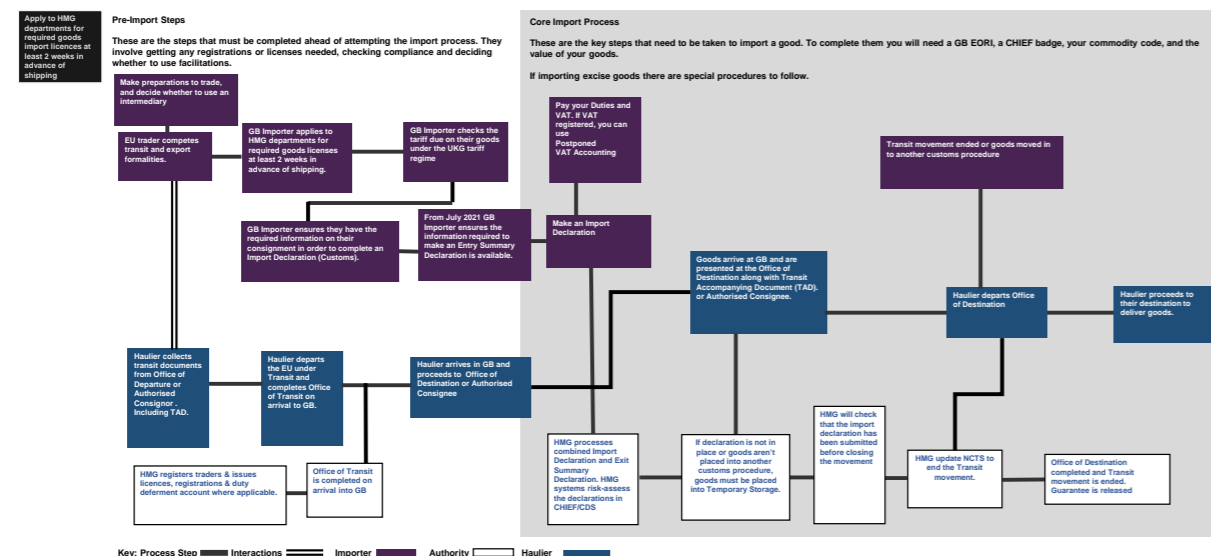 Apply to HMG
departments for
required goods
import licences at
least 2 weeks in
advance of
shipping
Pre-Import Steps
These are the steps that must be completed ahead of attempting the import process. They
involve getting any registrations or licenses needed, checking compliance and deciding
whether to use facilitations.
Core Import Process
These are the key steps that need to be taken to import a good. To complete them you will need a GB EORI, a CHIEF badge, your commodity code, and the
value of your goods.
If importing excise goods there are special procedures to follow.
Make preparations to trade,
and decide whether to use an
intermediary
EU trader competes
transit and export
formalities.
GB Importer applies to
HMG departments for
required goods licenses
at least 2 weeks in
advance of shipping.
GB Importer checks the
tariff due on their goods
under the UKG tariff
regime
Pay your Duties and
VAT. If VAT
registered, you can
use
Postponed
VAT Accounting
Transit movement ended or goods moved in
to another customs procedure
GB Importer ensures they have the
required information on their
consignment in order to complete an
Import Declaration (Customs).
From July 2021 GB
Importer ensures the
information required to
make an Entry Summary
Declaration is available.
Make an Import
Declaration
Goods arrive at GB and are
presented at the Office of
Destination along with Transit
Accompanying Document (TAD).
or Authorised Consignee.
Haulier departs Office
of Destination
Haulier proceeds to
their destination to
deliver goods.
Haulier collects
transit documents
from Office of
Departure or
Authorised
Consignor .
Including TAD.
Haulier departs
the EU under
Transit and
completes Office
of Transit on
arrival to GB.
Haulier arrives in GB and
proceeds to Office of
Destination or Authorised
Consignee
HMG registers traders & issues
licences, registrations & duty
deferment account where applicable.
Office of Transit
is completed on
arrival into GB
HMG processes
combined Import
Declaration and Exit
Summary
Declaration. HMG
systems risk-assess
the declarations in
CHIEF/CDS
If declaration is not in
place or goods aren't
placed into another
customs procedure,
goods must be placed
into Temporary Storage.
HMG will check
that the import
declaration has
been submitted
before closing
the movement
HMG update NCTS to
end the Transit
movement.
Office of Destination
completed and Transit
movement is ended.
Guarantee is released
Key: Process Step Interactions Importer Authority Haulier